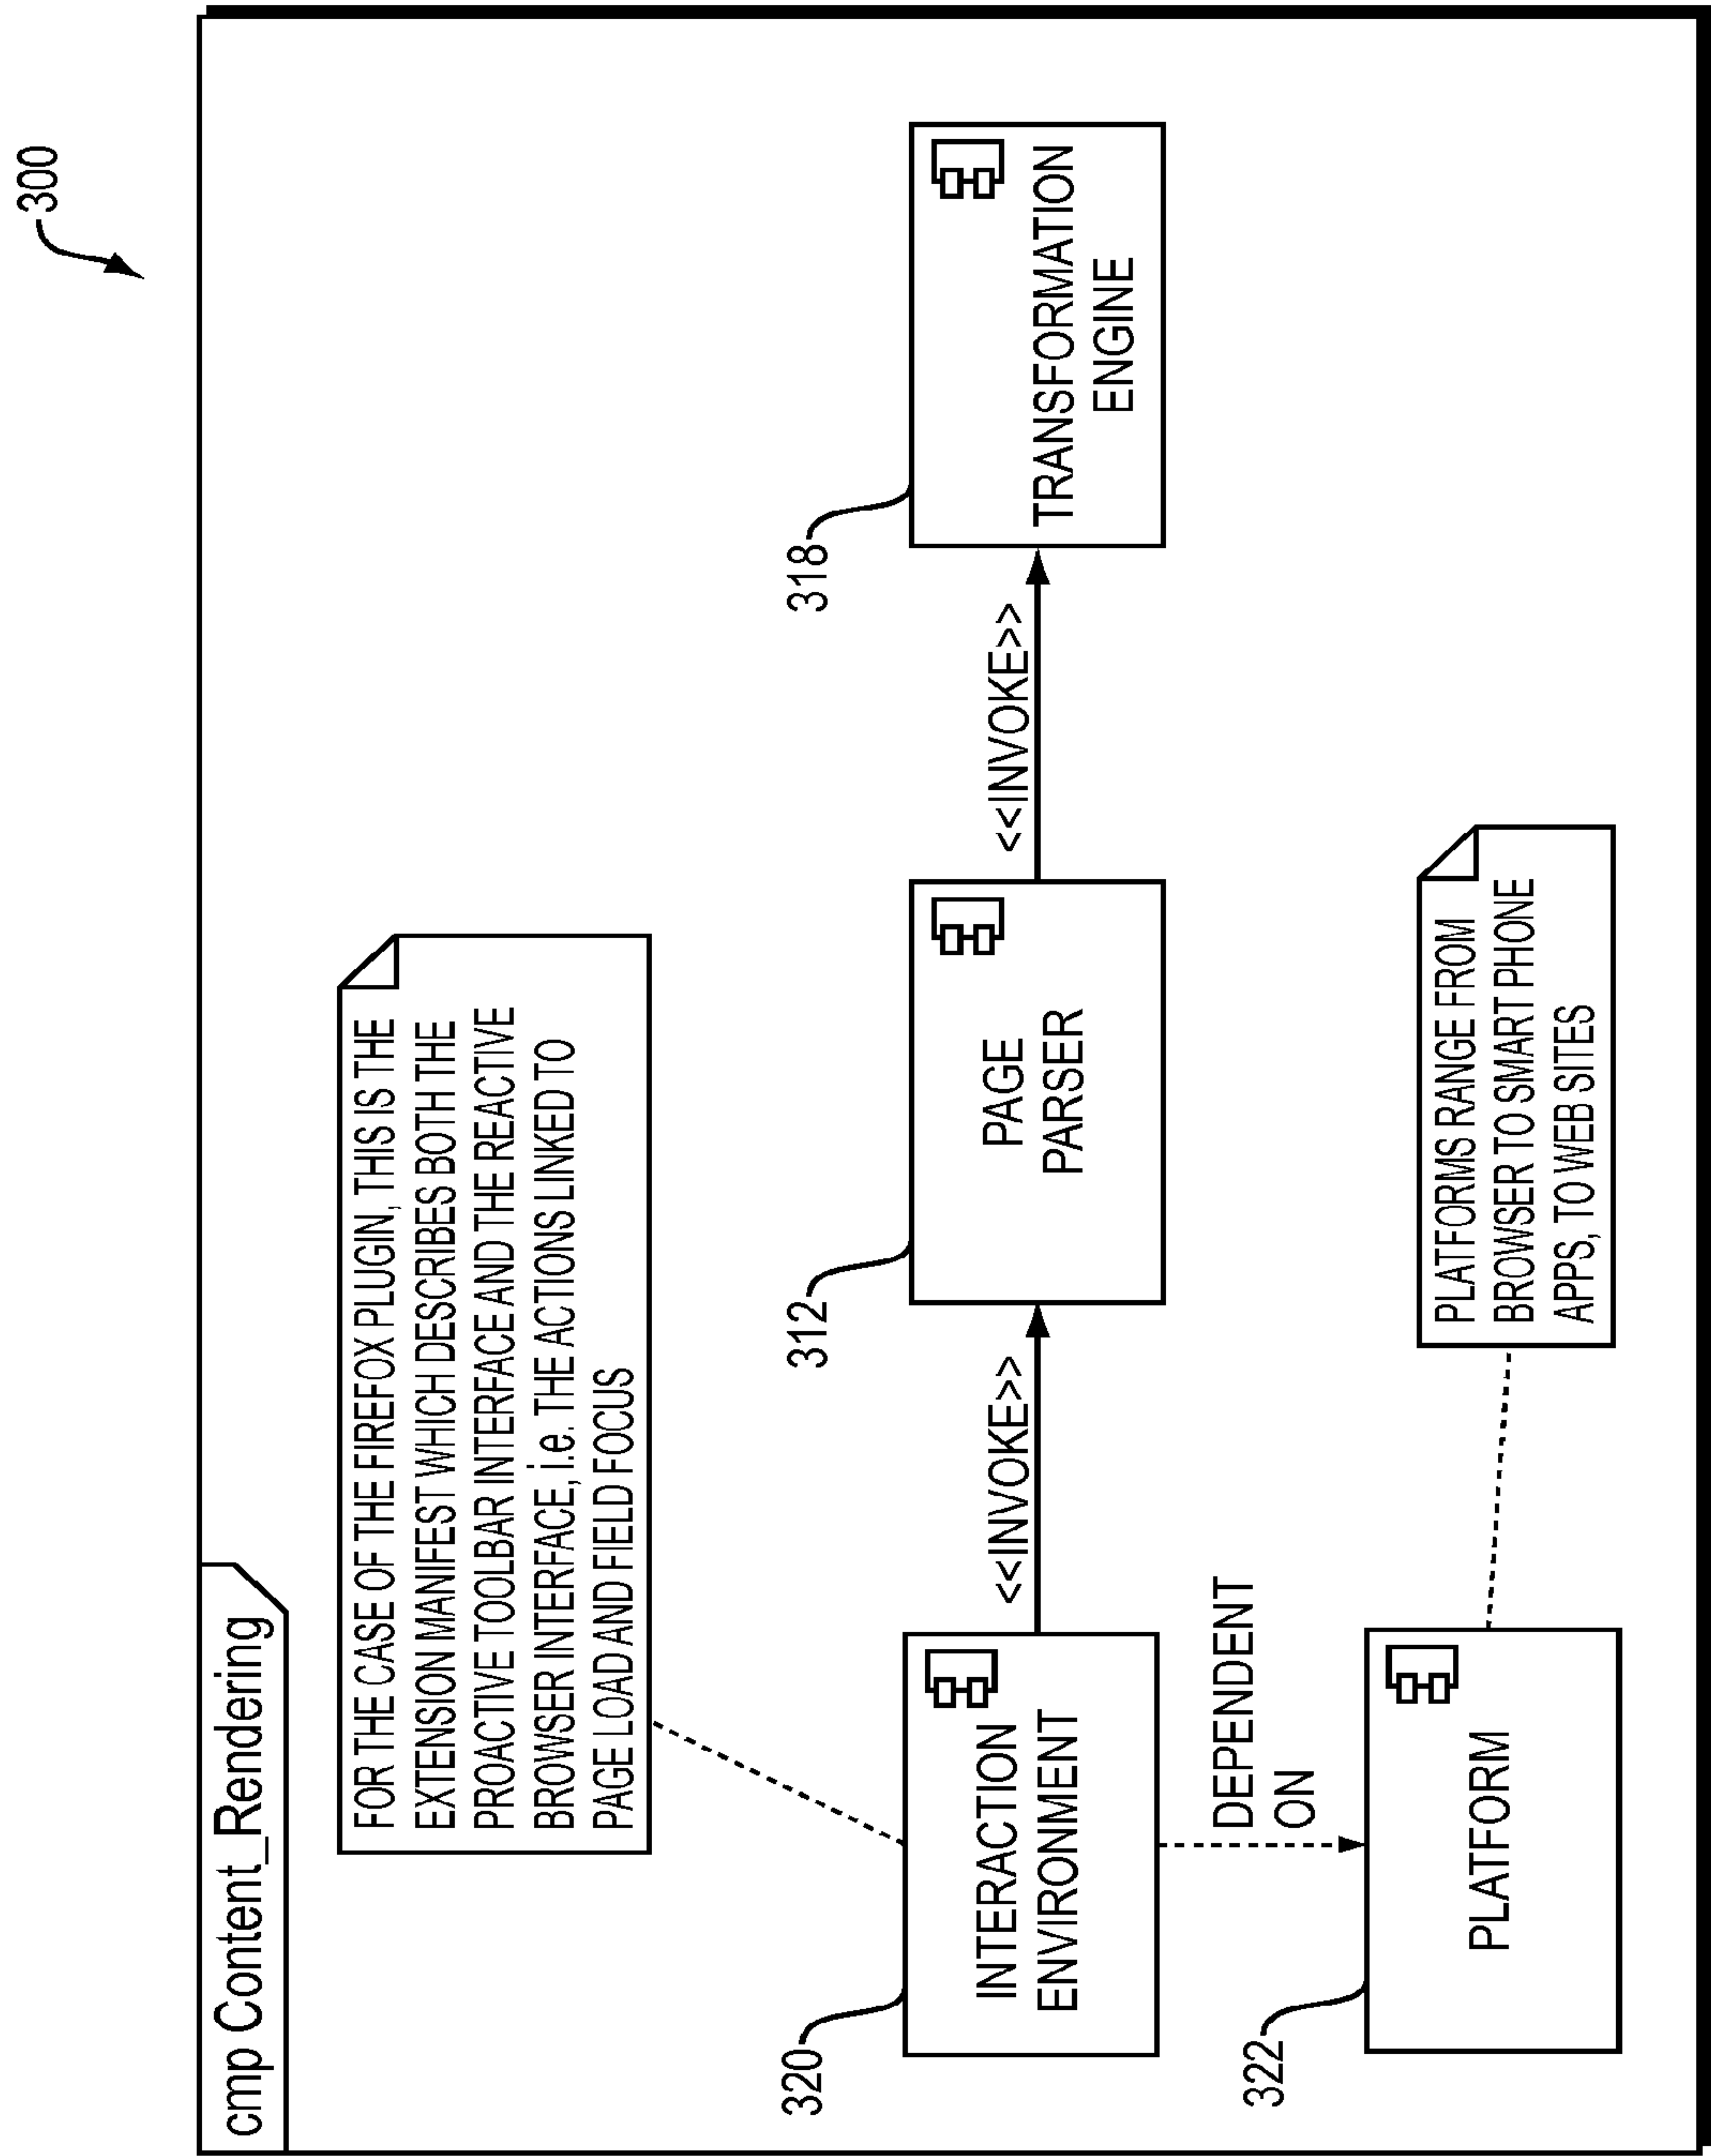 300
cmp Content_Rendering
FOR THE CASE OF THE FIREFOX PLUGIN, THIS IS THE
EXTENSION MANIFEST WHICH DESCRIBES BOTH THE
PROACTIVE TOOLBAR INTERFACE AND THE REACTIVE
BROWSER INTERFACE, i.e. THE ACTIONS LINKED TO
PAGE LOAD AND FIELD FOCUS
320
INTERACTION
ENVIRONMENT
<<INVOKE>>
312
PAGE
PARSER
<<INVOKE>>
318
TRANSFORMATION
ENGINE
DEPENDENT
ON
322
PLATFORM
PLATFORMS RANGE FROM
BROWSER TO SMART PHONE
APPS, TO WEB SITES